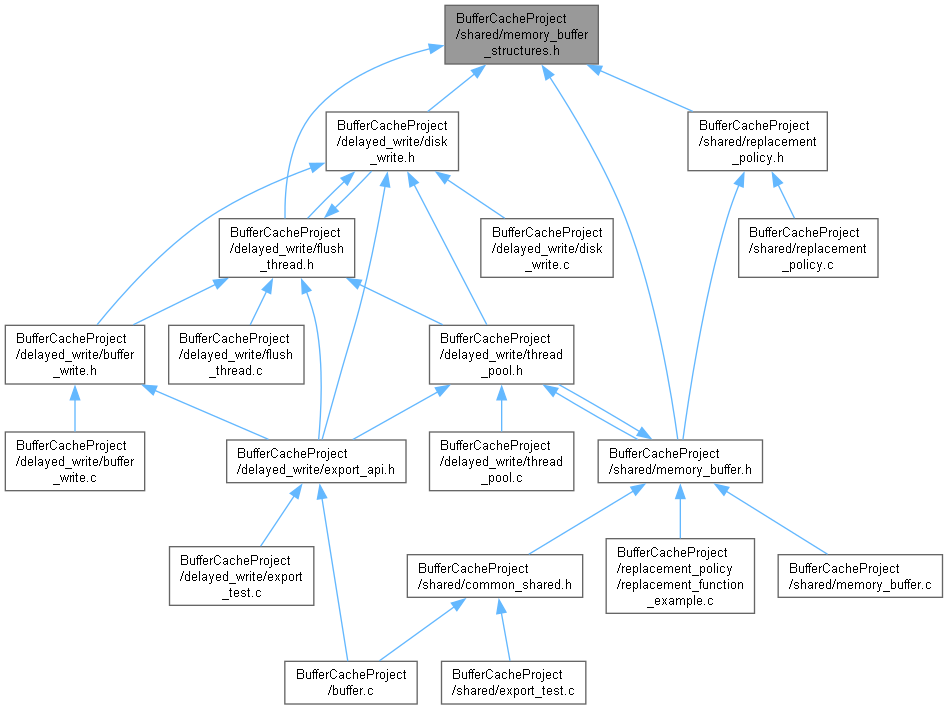 BufferCacheProject
/shared/memory_buffer
_structures.h
BufferCacheProject
/delayed_write/disk
_write.h
BufferCacheProject
/shared/replacement
_policy.h
BufferCacheProject
/delayed_write/flush
_thread.h
BufferCacheProject
/delayed_write/disk
_write.c
BufferCacheProject
/shared/replacement
_policy.c
BufferCacheProject
/delayed_write/buffer
_write.h
BufferCacheProject
/delayed_write/flush
_thread.c
BufferCacheProject
/delayed_write/thread
_pool.h
BufferCacheProject
/delayed_write/buffer
_write.c
BufferCacheProject
/delayed_write/export_api.h
BufferCacheProject
/delayed_write/thread
_pool.c
BufferCacheProject
/shared/memory_buffer.h
BufferCacheProject
/delayed_write/export
_test.c
BufferCacheProject
/shared/common_shared.h
BufferCacheProject
/replacement_policy
/replacement_function
_example.c
BufferCacheProject
/shared/memory_buffer.c
BufferCacheProject
/buffer.c
BufferCacheProject
/shared/export_test.c